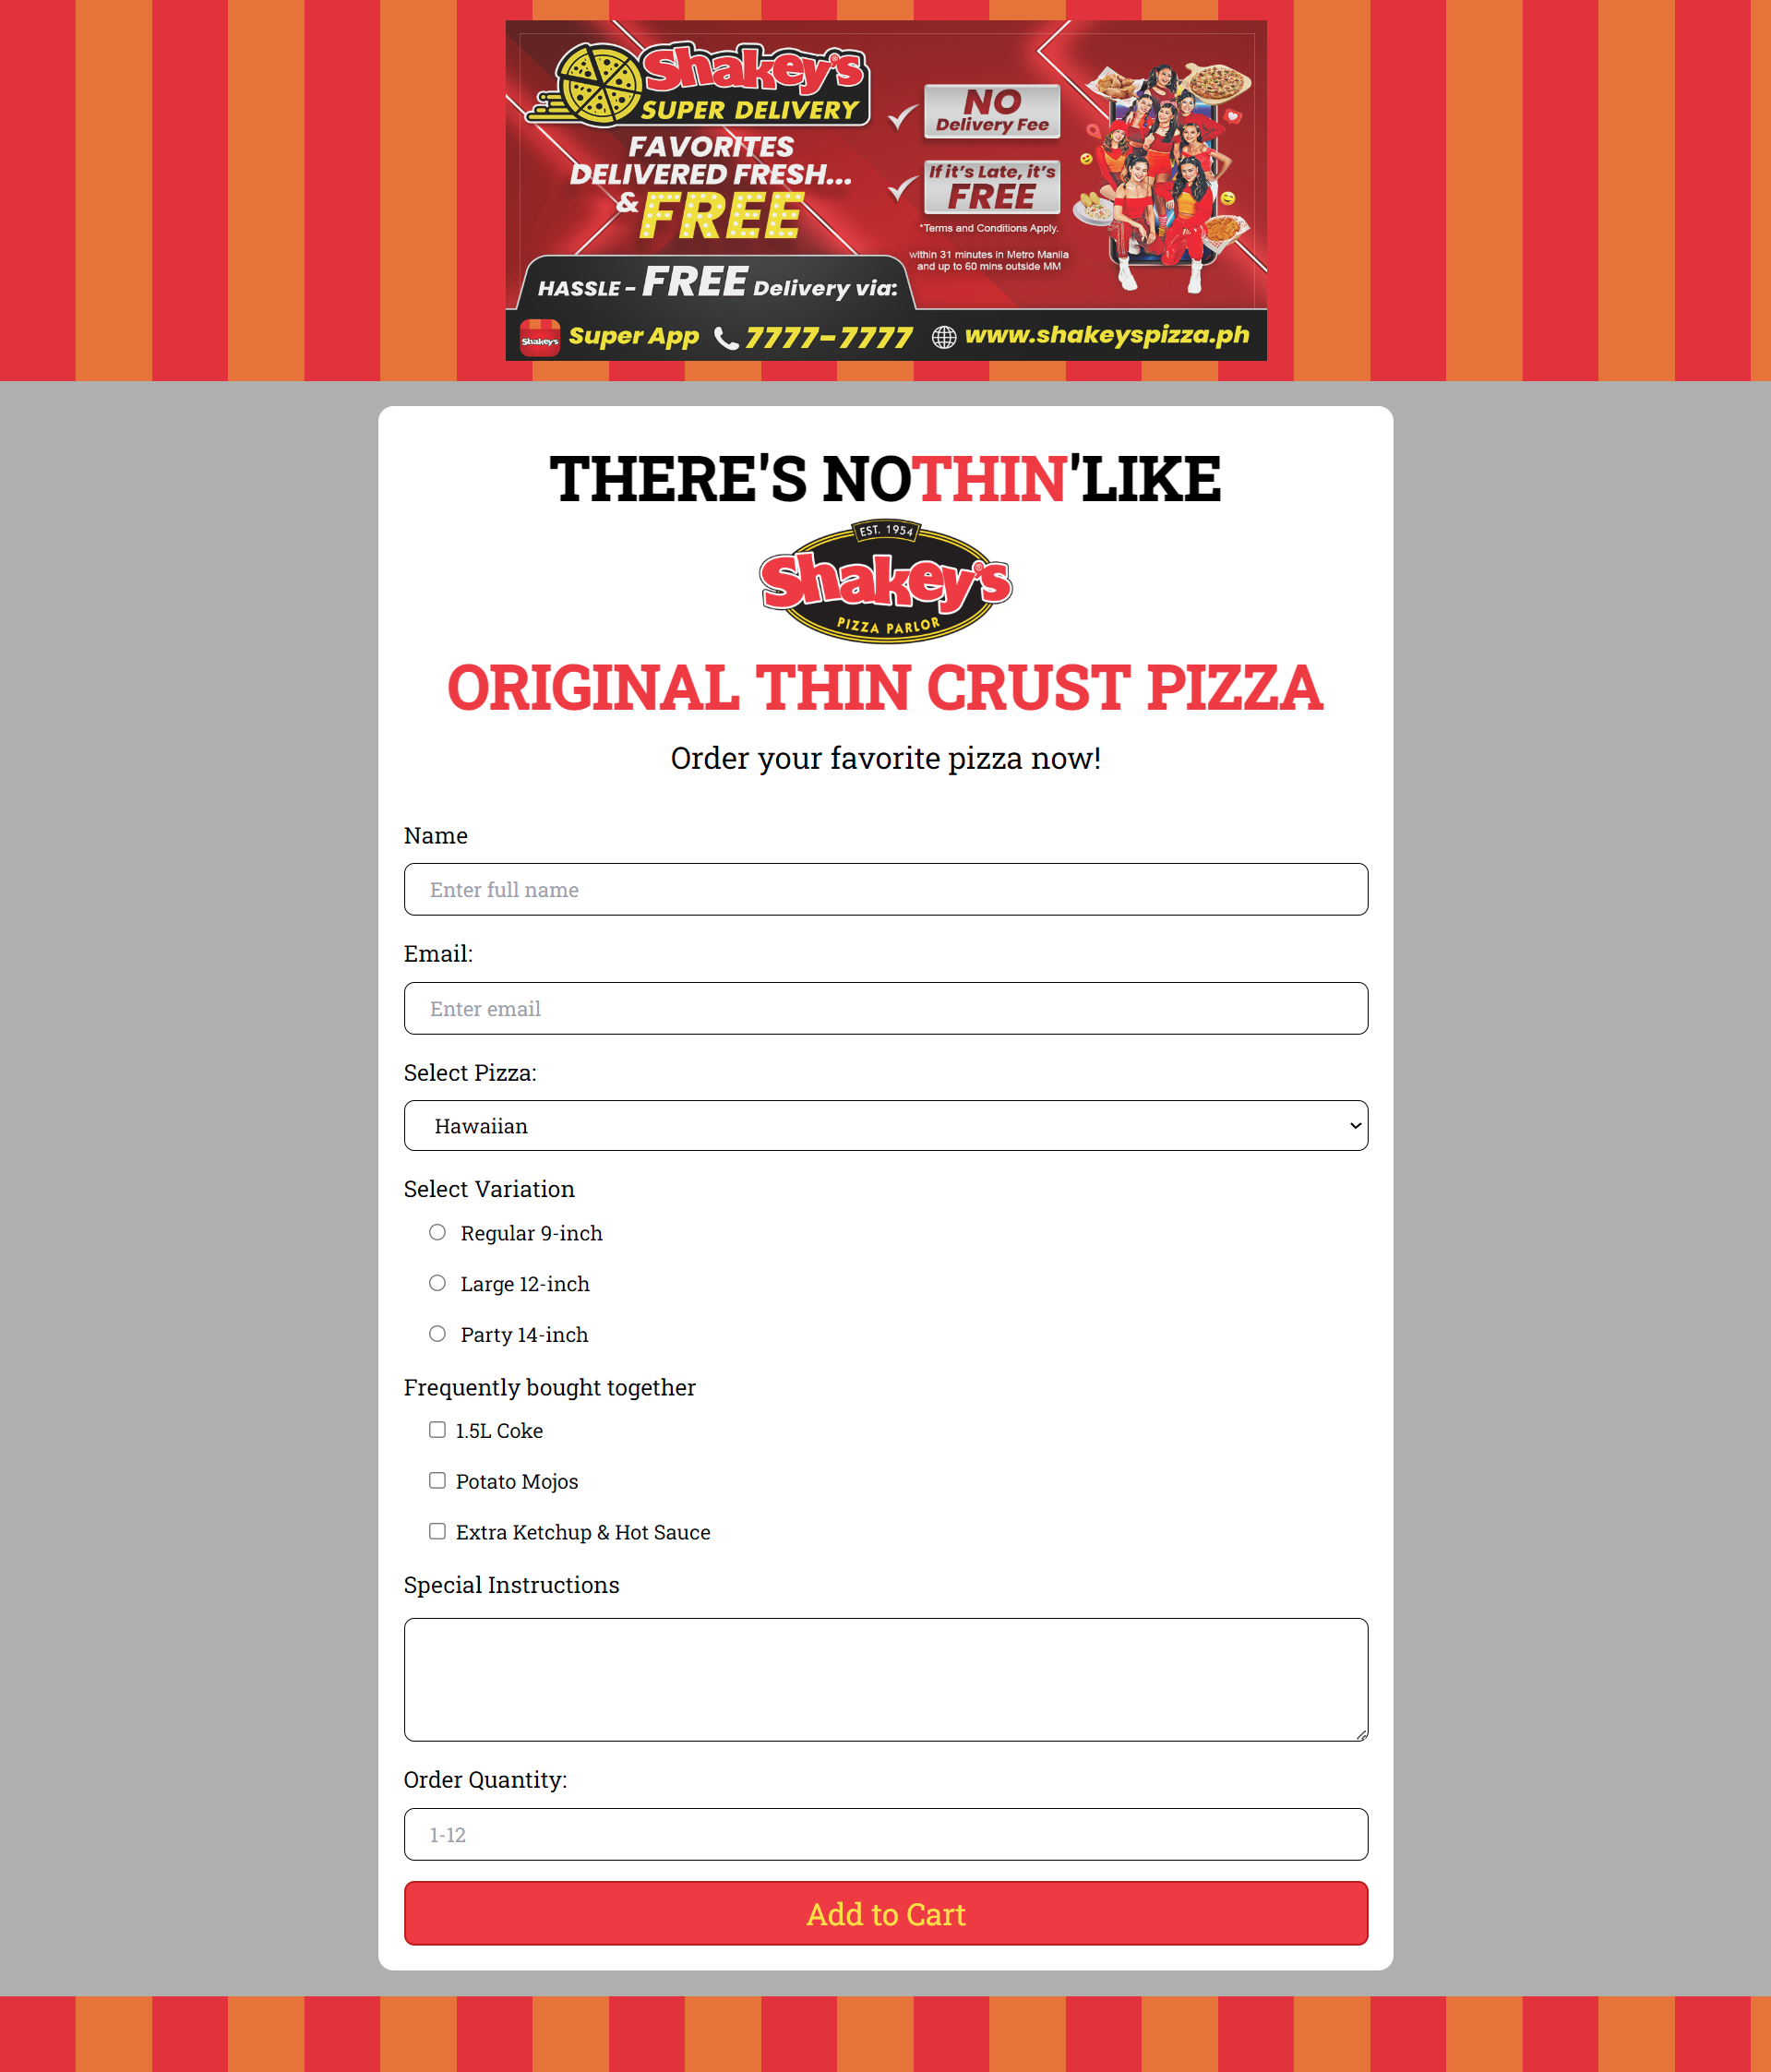 Shakey's
SUPER DELIVERY
FAVORITES
DELIVERED FRESH...
& FREE
HASSLE - FREE Delivery via:
NO
Delivery Fee
If it's Late, it's
FREE
*Terms and Conditions Apply.
within 31 minutes in Metro Manila
and up to 60 mins outside MM
Shakey's Super App 7777-7777 www.shakeyspizza.ph
THERE'S NOTHIN'LIKE
EST. 1954
Shakey's
PIZZA PARLOR
ORIGINAL THIN CRUST PIZZA
Order your favorite pizza now!
Name
Enter full name
Email:
Enter email
Select Pizza:
Hawaiian
Select Variation
Regular 9-inch
Large 12-inch
Party 14-inch
Frequently bought together
1.5L Coke
Potato Mojos
Extra Ketchup & Hot Sauce
Special Instructions
Order Quantity:
1-12
Add to Cart